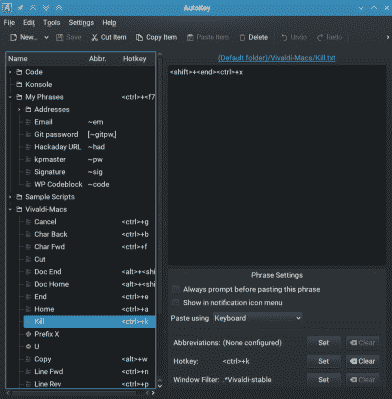 AutoKey
File Edit Tools Settings Help
New... Save Cut Item Copy Item Paste Item Delete Undo Redo
Name Abbr. Hotkey
Code
Konsole
My Phrases <ctrl>+<f7
Addresses
Email ~em
Git password [~gitpw,]
Hackaday URL ~had
kpmaster ~pw
Signature ~sig
WP Codeblock ~code
Sample Scripts
Vivaldi-Macs
Cancel <ctrl>+g
Char Back <ctrl>+b
Char Fwd <ctrl>+f
Cut
Doc End <alt>+<shi
Doc Home <alt>+<shi
End <ctrl>+e
Home <ctrl>+a
Kill <ctrl>+k
Prefix X
U
Copy <alt>+w
Line Fwd <ctrl>+n
Line Rev <ctrl>+p
(Default folder)/Vivaldi-Macs/Kill.txt
<shift>+<end><ctrl>+x
Phrase Settings
Always prompt before pasting this phrase
Show in notification icon menu
Paste using Keyboard
Abbreviations: (None configured) Set Clear
Hotkey: <ctrl>+k Set Clear
Window Filter: .*Vivaldi-stable Set Clear